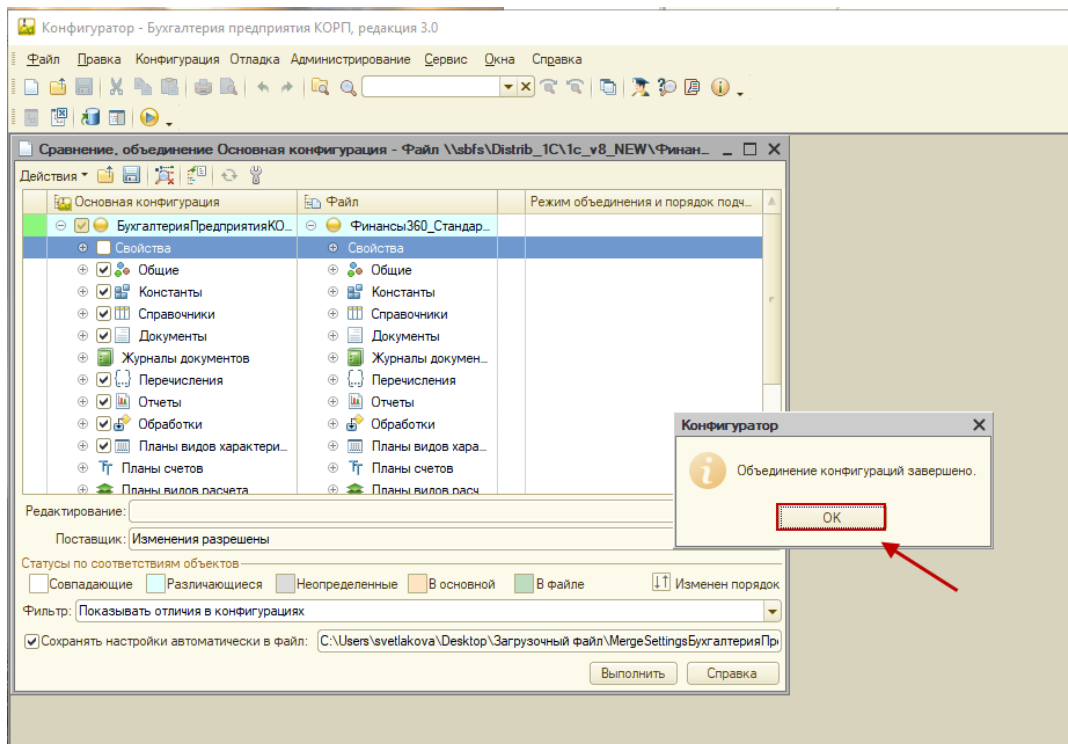 Конфигуратор - Бухгалтерия предприятия КОРП, редакция 3.0
Файл Правка Конфигурация Отладка Администрирование Сервис Окна Справка
Сравнение, объединение Основная конфигурация - Файл \\sbfs\Distrib_1C\1c_v8_NEW\Финан...
Действия
Основная конфигурация Файл Режим объединения и порядок подч...
БухгалтерияПредприятияКО... Финансы360_Стандар...
Свойства Свойства
Общие Общие
Константы Константы
Справочники Справочники
Документы Документы
Журналы документов Журналы докумен...
Перечисления Перечисления
Отчеты Отчеты
Обработки Обработки
Планы видов характери... Планы видов хара...
Планы счетов Планы счетов
Планы видов расчета Планы видов расч
Конфигуратор
Объединение конфигураций завершено.
OK
Редактирование:
Поставщик: Изменения разрешены
Статусы по соответствиям объектов
Совпадающие Различающиеся Неопределенные В основной В файле Изменен порядок
Фильтр: Показывать отличия в конфигурациях
Сохранять настройки автоматически в файл: C:\Users\svetlakova\Desktop\Загрузочный файл\MergeSettingsБухгалтерияПр
Выполнить Справка